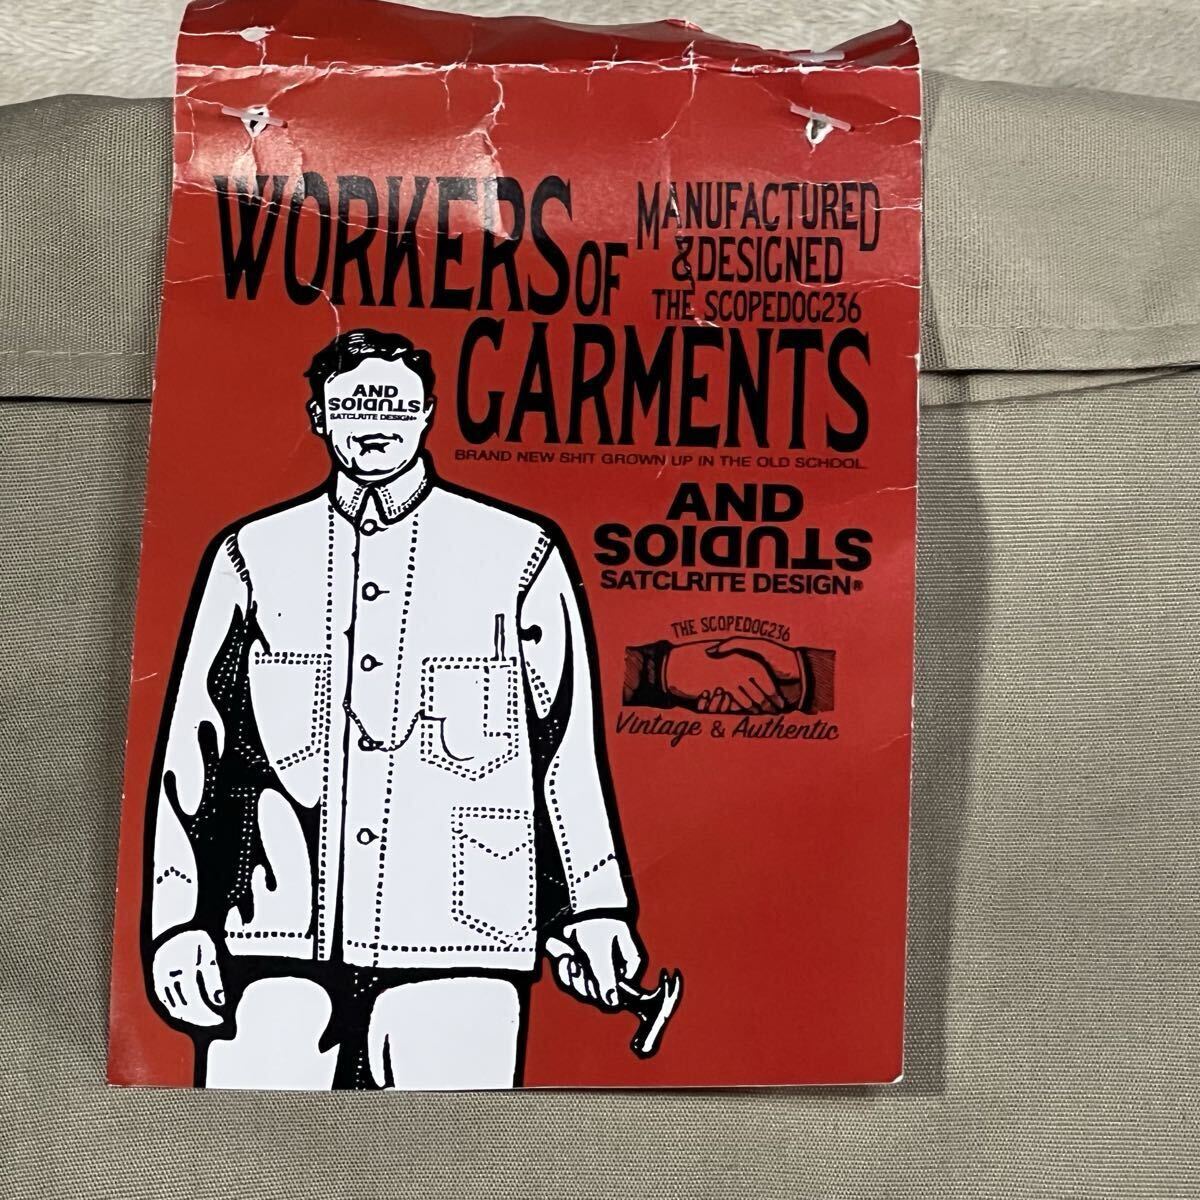 WORKERS OF
MANUFACTURED
& DESIGNED
THE SCOPEDOG236
GARMENTS
BRAND NEW SHIT GROWN UP IN THE OLD SCHOOL.
AND
STUDIOS
SATCLRITE DESIGN®
AND
STUDIOS
SATCLRITE DESIGN®
THE SCOPEDOG236
Vintage & Authentic